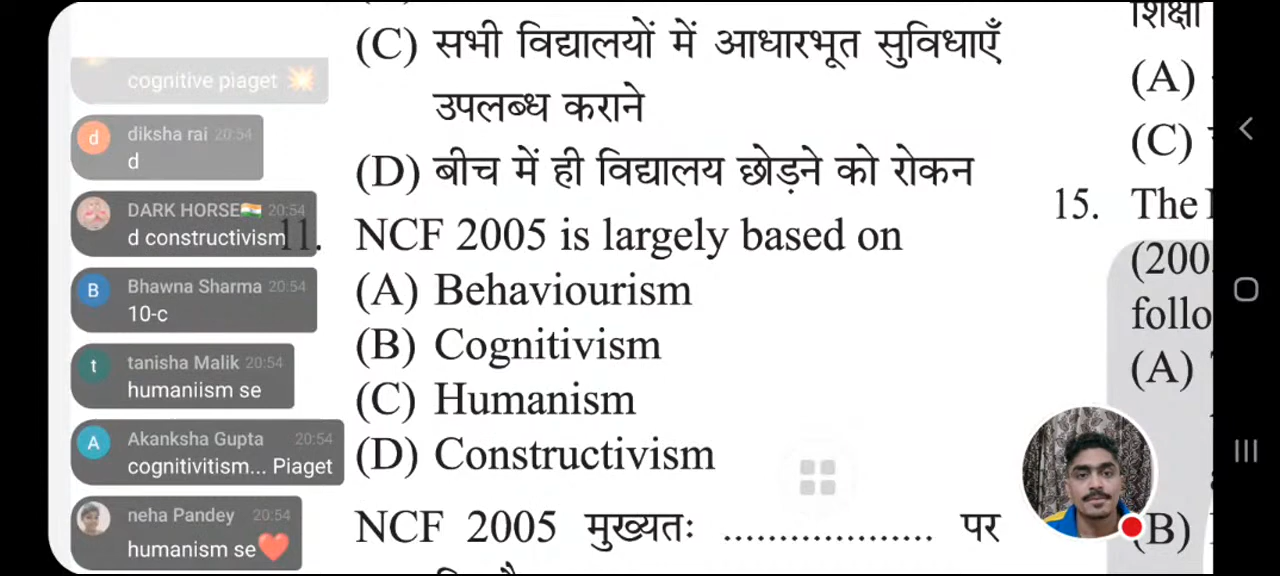 cognitive piaget 💥
diksha rai 20:54
d
DARK HORSE🇮🇳 20:54
d constructivism
Bhawna Sharma 20:54
10-c
tanisha Malik 20:54
humaniism se
Akanksha Gupta 20:54
cognitivitism... Piaget
neha Pandey 20:54
humanism se❤️
(C) सभी विद्यालयों में आधारभूत सुविधाएँ
उपलब्ध कराने
(D) बीच में ही विद्यालय छोड़ने को रोकन
11. NCF 2005 is largely based on
(A) Behaviourism
(B) Cognitivism
(C) Humanism
(D) Constructivism
NCF 2005 मुख्यतः .................... पर
शिक्षा
(A)
(C)
15. The
(200
follo
(A)
(B)